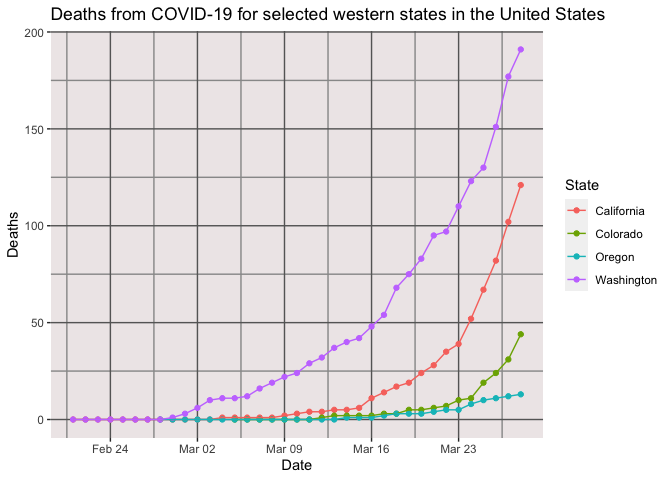 Deaths from COVID-19 for selected western states in the United States
200
150
100
50
0
Deaths
Feb 24
Mar 02
Mar 09
Mar 16
Mar 23
Date
State
California
Colorado
Oregon
Washington